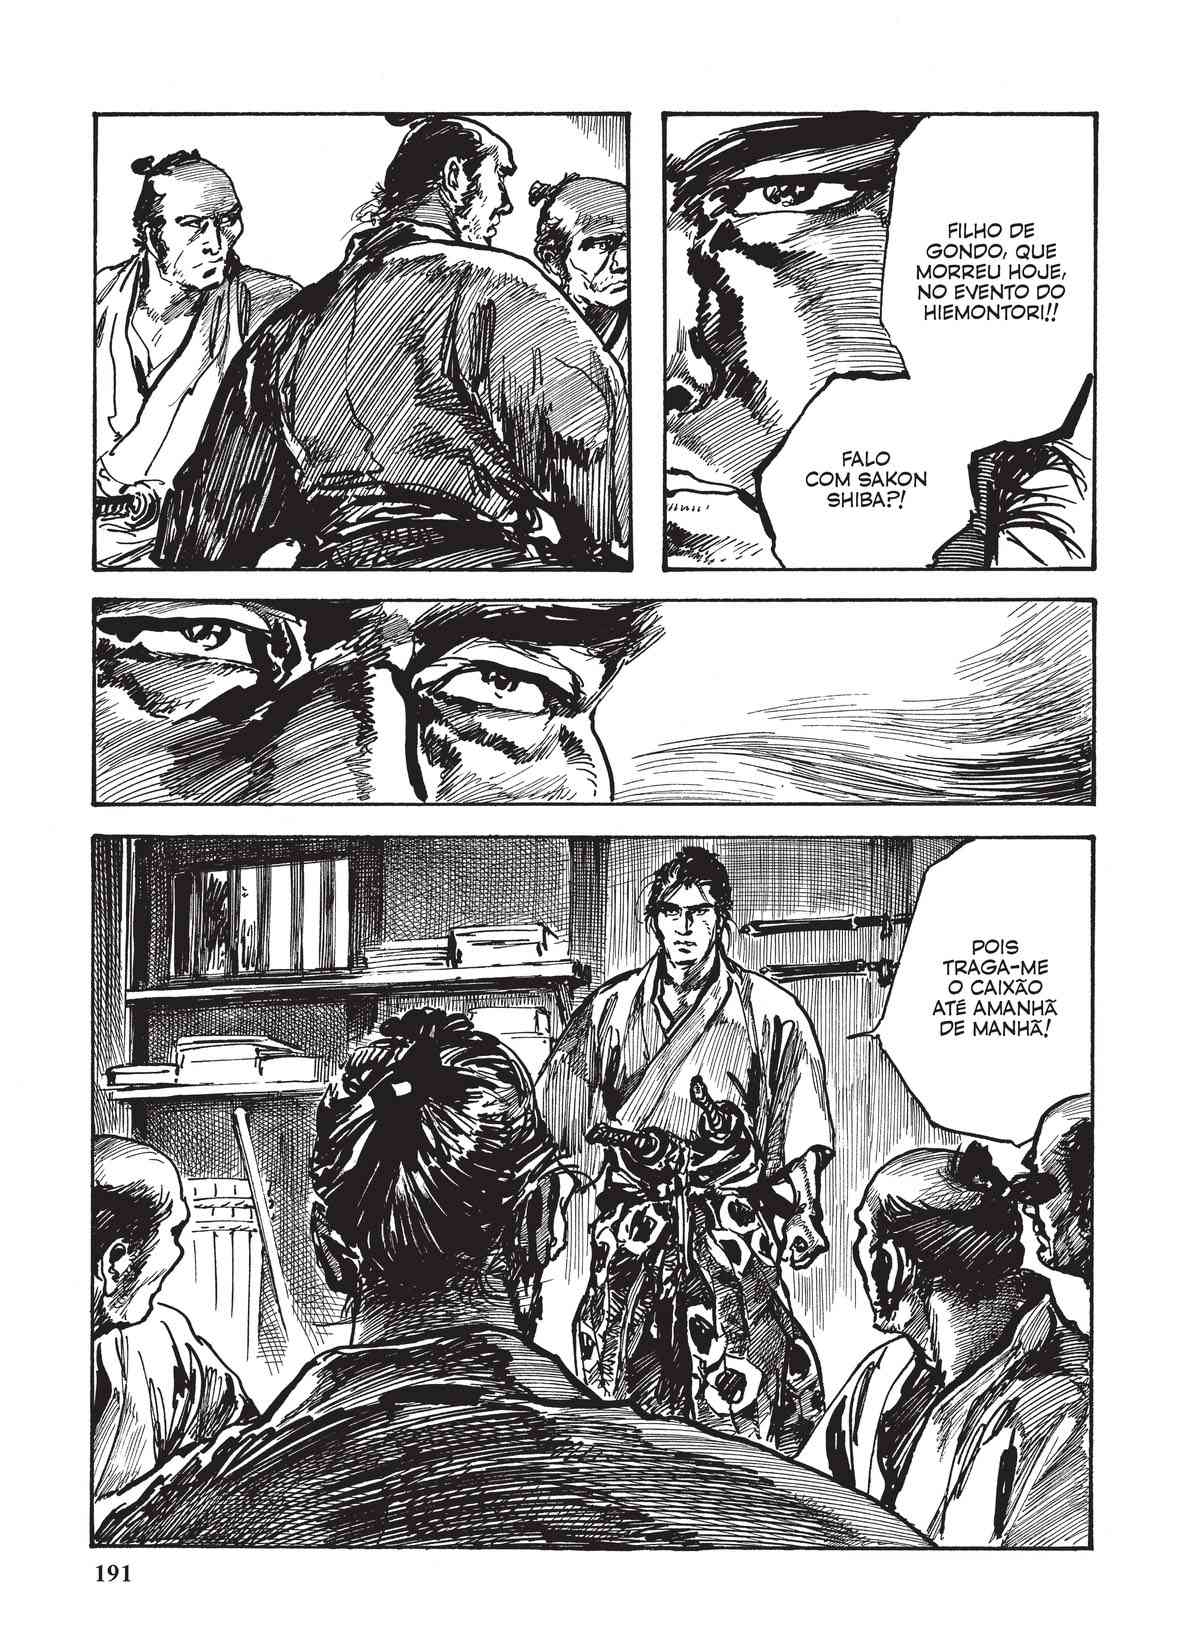 FILHO DE
GONDO, QUE
MORREU HOJE,
NO EVENTO DO
HIEMONTORI!!
FALO
COM SAKON
SHIBA?!
POIS
TRAGA-ME
O CAIXÃO
ATÉ AMANHÃ
DE MANHÃ!
191